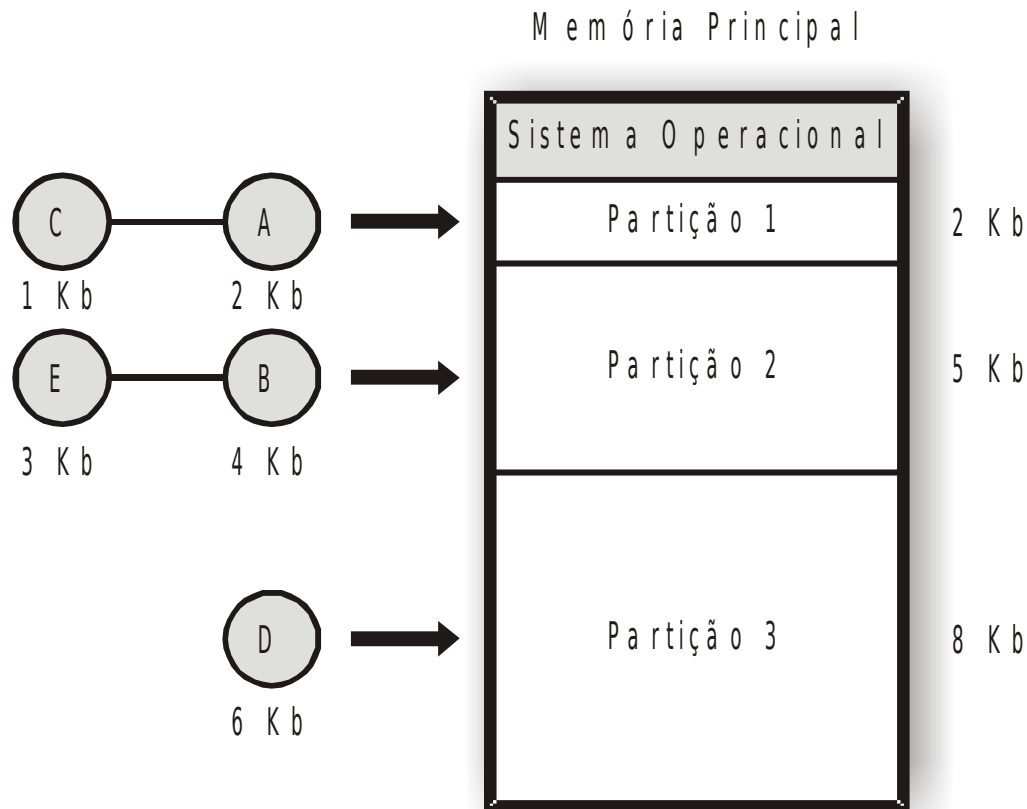 Memória Principal
Sistema Operacional
C
A
Partição 1
2 Kb
1 Kb
2 Kb
E
B
Partição 2
5 Kb
3 Kb
4 Kb
D
Partição 3
8 Kb
6 Kb